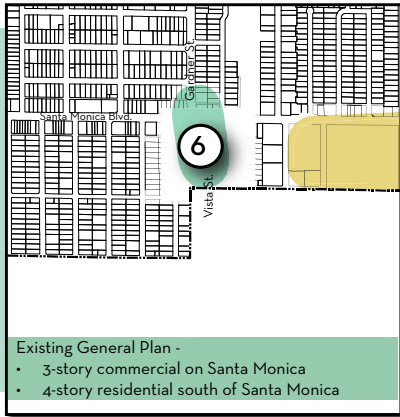 Gardner St.
Santa Monica Blvd.
6
Vista St.
Existing General Plan -
• 3-story commercial on Santa Monica
• 4-story residential south of Santa Monica